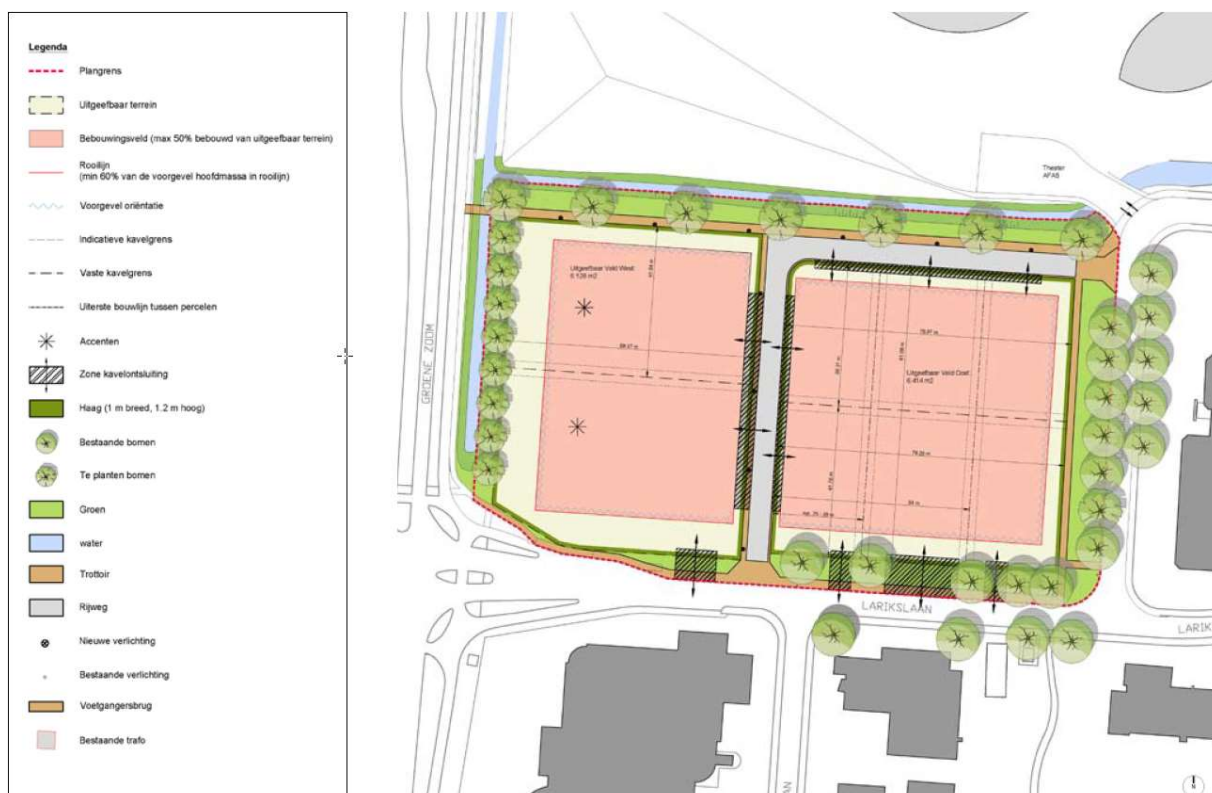 Legenda
Plangrens
Uitgeefbaar terrein
Bebouwingsveld (max 50% bebouwd van uitgeefbaar terrein)
Rooilijn
(min 60% van de voorgevel hoofdmassa in rooilijn)
Voorgevel oriëntatie
Indicatieve kavelgrens
Vaste kavelgrens
Uiterste bouwlijn tussen percelen
Accenten
Zone kavelontsluiting
Haag (1 m breed, 1.2 m hoog)
Bestaande bomen
Te planten bomen
Groen
water
Trottoir
Rijweg
Nieuwe verlichting
Bestaande verlichting
Voetgangersbrug
Bestaande trafo
Theater
AFAS
Uitgeefbaar Veld West
6.128 m2
Uitgeefbaar Veld Oost
6.414 m2
GROENE ZOOM
LARIKSLAAN